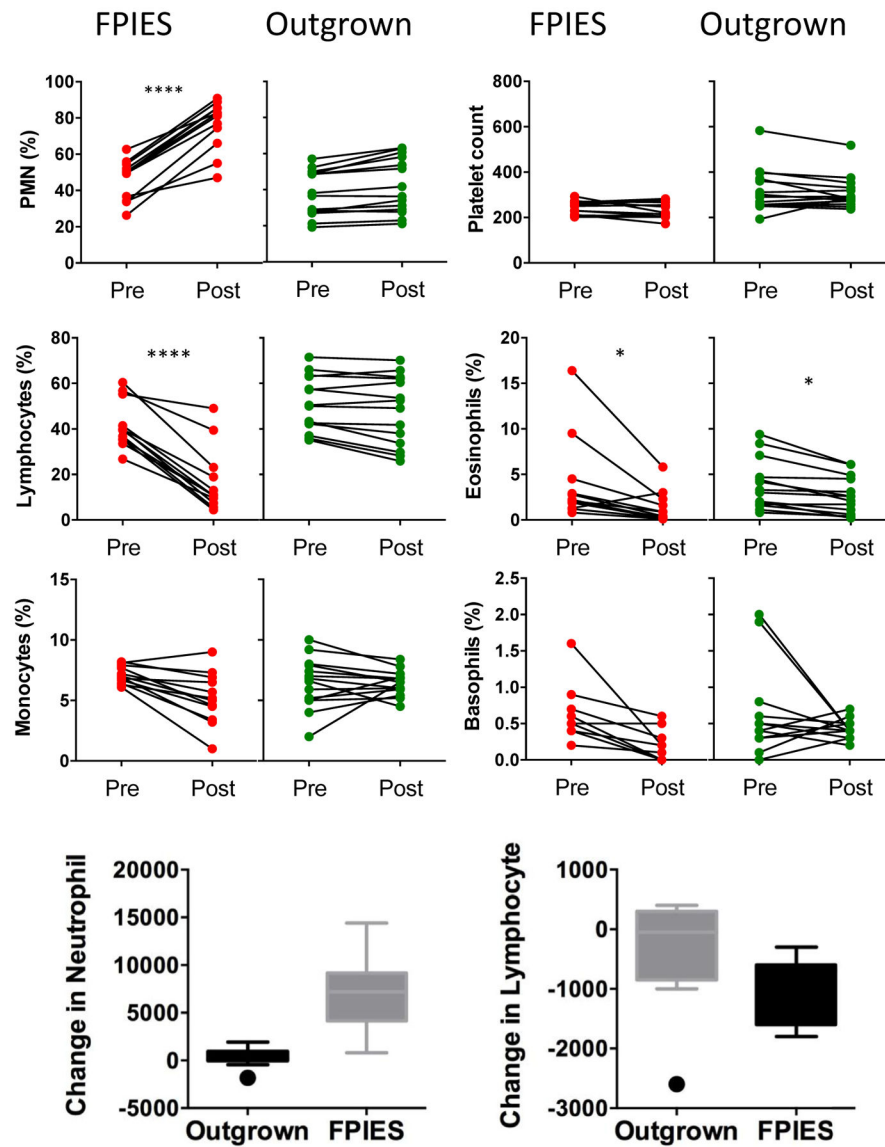 FPIES Outgrown FPIES Outgrown
PMN (%)
100
80
60
40
20
0
****
Pre Post Pre Post
Platelet count
800
600
400
200
0
Pre Post Pre Post
Lymphocytes (%)
80
60
40
20
0
****
Pre Post Pre Post
Eosinophils (%)
20
15
10
5
0
* *
Pre Post Pre Post
Monocytes (%)
15
10
5
0
Pre Post Pre Post
Basophils (%)
2.5
2.0
1.5
1.0
0.5
0.0
Pre Post Pre Post
Change in Neutrophil
20000
15000
10000
5000
0
-5000
Outgrown FPIES
Change in Lymphocyte
1000
0
-1000
-2000
-3000
Outgrown FPIES